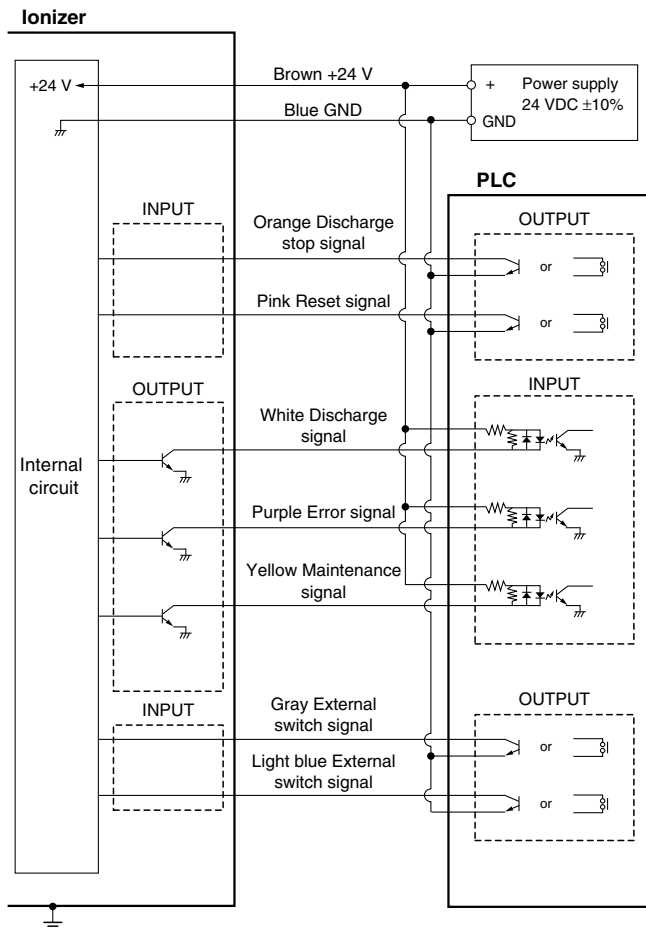 Ionizer
+24 V
Brown +24 V
+
Power supply
24 VDC ±10%
Blue GND
GND
PLC
INPUT
Orange Discharge
stop signal
OUTPUT
or
Pink Reset signal
or
OUTPUT
White Discharge
signal
INPUT
Internal
circuit
Purple Error signal
Yellow Maintenance
signal
INPUT
Gray External
switch signal
OUTPUT
or
Light blue External
switch signal
or